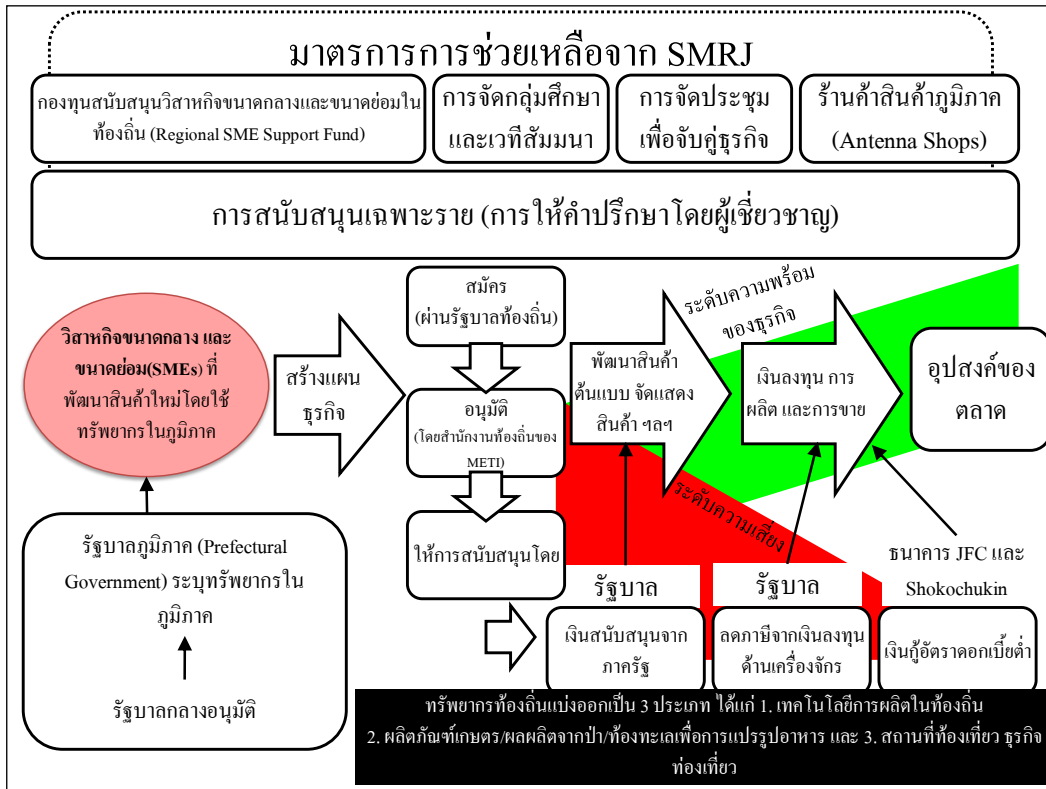 มาตรการการช่วยเหลือจาก SMRJ
กองทุนสนับสนุนวิสาหกิจขนาดกลางและขนาดย่อมใน
ท้องถิ่น (Regional SME Support Fund)
การจัดกลุ่มศึกษา
และเวทีสัมมนา
การจัดประชุม
เพื่อจับคู่ธุรกิจ
ร้านค้าสินค้าภูมิภาค
(Antenna Shops)
การสนับสนุนเฉพาะราย (การให้คำปรึกษาโดยผู้เชี่ยวชาญ)
วิสาหกิจขนาดกลาง และ
ขนาดย่อม(SMEs) ที่
พัฒนาสินค้าใหม่โดยใช้
ทรัพยากรในภูมิภาค
สร้างแผน
ธุรกิจ
สมัคร
(ผ่านรัฐบาลท้องถิ่น)
อนุมัติ
(โดยสำนักงานท้องถิ่นของ
METI)
ให้การสนับสนุนโดย
พัฒนาสินค้า
ต้นแบบ จัดแสดง
สินค้า ฯลฯ
ระดับความพร้อม
ของธุรกิจ
เงินลงทุน การ
ผลิต และการขาย
อุปสงค์ของ
ตลาด
ระดับความเสี่ยง
รัฐบาลภูมิภาค (Prefectural
Government) ระบุทรัพยากรใน
ภูมิภาค
รัฐบาลกลางอนุมัติ
รัฐบาล
เงินสนับสนุนจาก
ภาครัฐ
รัฐบาล
ลดภาษีจากเงินลงทุน
ด้านเครื่องจักร
ธนาคาร JFC และ
Shokochukin
เงินกู้อัตราดอกเบี้ยต่ำ
ทรัพยากรท้องถิ่นแบ่งออกเป็น 3 ประเภท ได้แก่ 1. เทคโนโลยีการผลิตในท้องถิ่น
2. ผลิตภัณฑ์เกษตร/ผลผลิตจากป่า/ท้องทะเลเพื่อการแปรรูปอาหาร และ 3. สถานที่ท้องเที่ยว ธุรกิจ
ท่องเที่ยว